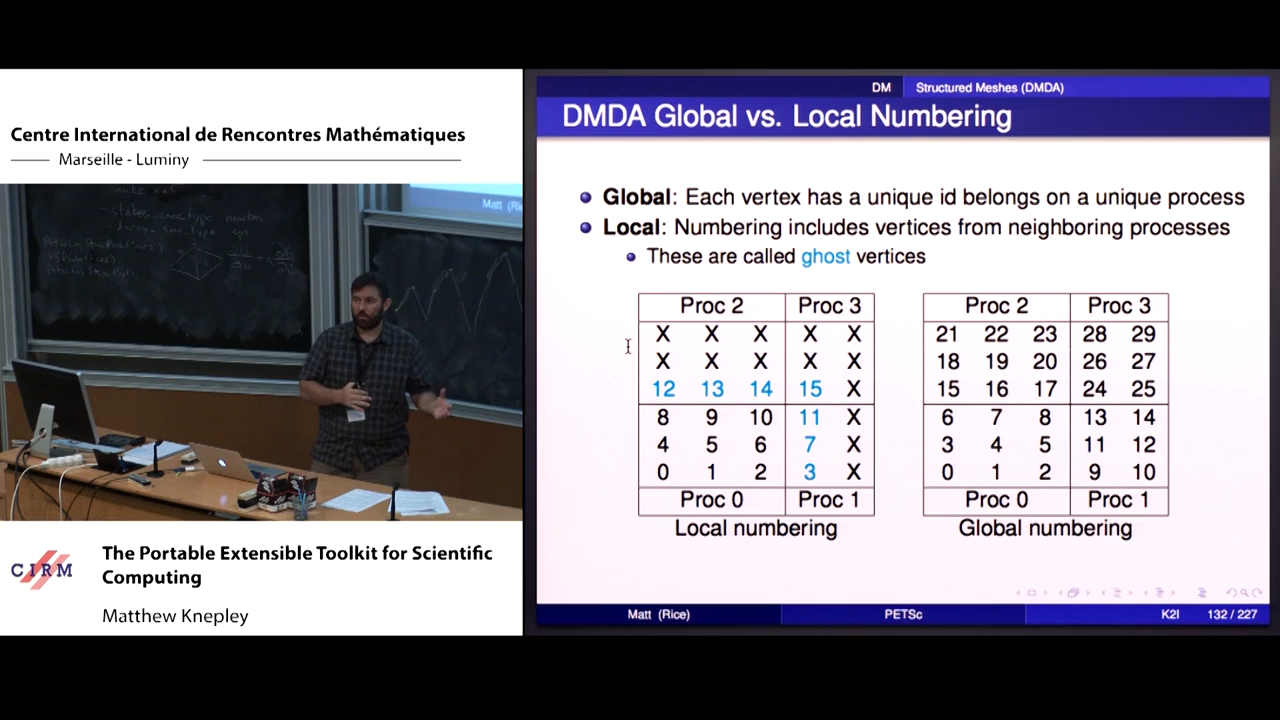 Centre International de Rencontres Mathématiques
Marseille - Luminy
Matt (Ri
CIRM
The Portable Extensible Toolkit for Scientific
Computing
Matthew Knepley
DM Structured Meshes (DMDA)
DMDA Global vs. Local Numbering
Global: Each vertex has a unique id belongs on a unique process
Local: Numbering includes vertices from neighboring processes
These are called ghost vertices
Proc 2 Proc 3
X X X X X
X X X X X
12 13 14 15 X
8 9 10 11 X
4 5 6 7 X
0 1 2 3 X
Proc 0 Proc 1
Local numbering
Proc 2 Proc 3
21 22 23 28 29
18 19 20 26 27
15 16 17 24 25
6 7 8 13 14
3 4 5 11 12
0 1 2 9 10
Proc 0 Proc 1
Global numbering
Matt (Rice) PETSc K2I 132 / 227